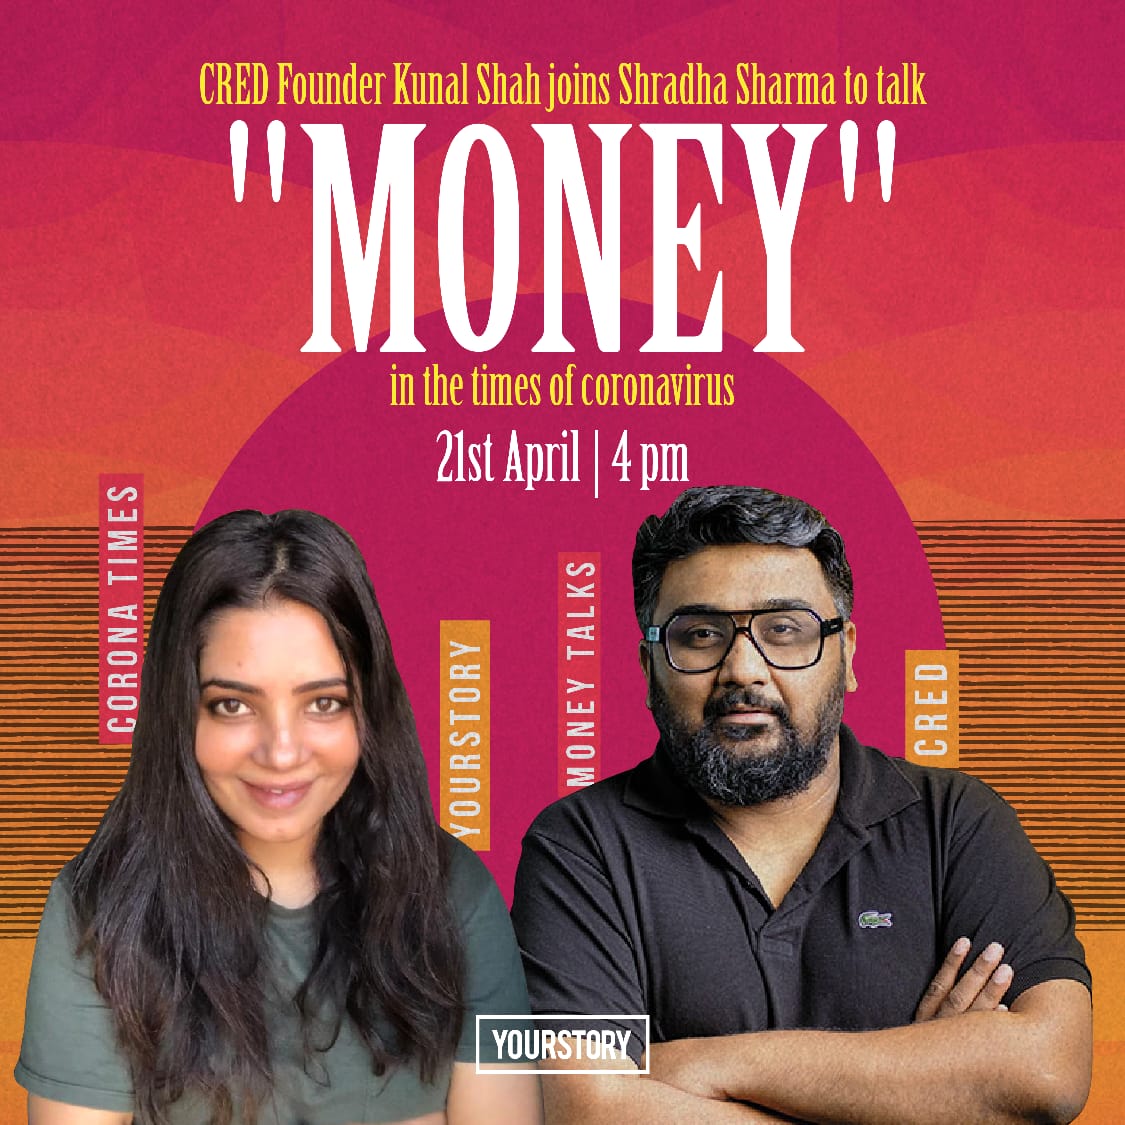 CRED Founder Kunal Shah joins Shradha Sharma to talk
"MONEY"
in the times of coronavirus
21st April | 4 pm
CORONA TIMES
YOURSTORY
MONEY TALKS
CRED
YOURSTORY